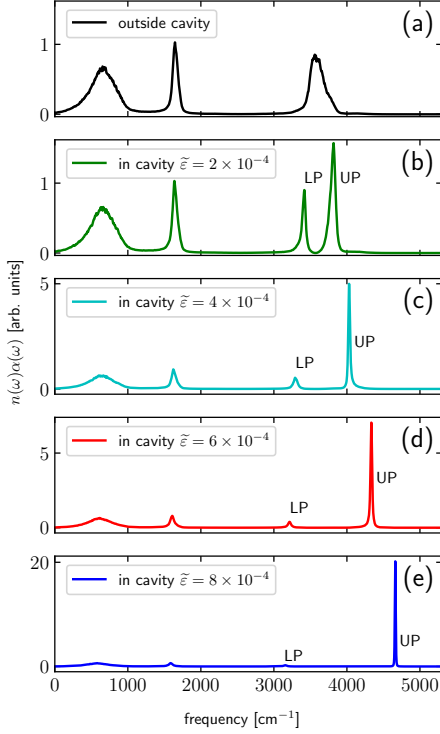 outside cavity
(a)
1
0
in cavity ε̃ = 2 × 10⁻⁴
(b)
LP UP
1
0
in cavity ε̃ = 4 × 10⁻⁴
(c)
5
UP
LP
0
in cavity ε̃ = 6 × 10⁻⁴
(d)
5
UP
LP
0
in cavity ε̃ = 8 × 10⁻⁴
(e)
20
UP
LP
0
0 1000 2000 3000 4000 5000
frequency [cm⁻¹]
n(ω)α(ω) [arb. units]